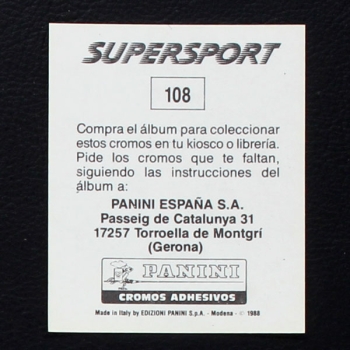 SUPERSPORT
108
Compra el álbum para coleccionar
estos cromos en tu kiosco o librería.
Pide los cromos que te faltan,
siguiendo las instrucciones del
álbum a:
PANINI ESPAÑA S.A.
Passeig de Catalunya 31
17257 Torroella de Montgrí
(Gerona)
PANINI
CROMOS ADHESIVOS
Made in Italy by EDIZIONI PANINI S.p.A. - Modena - © 1988